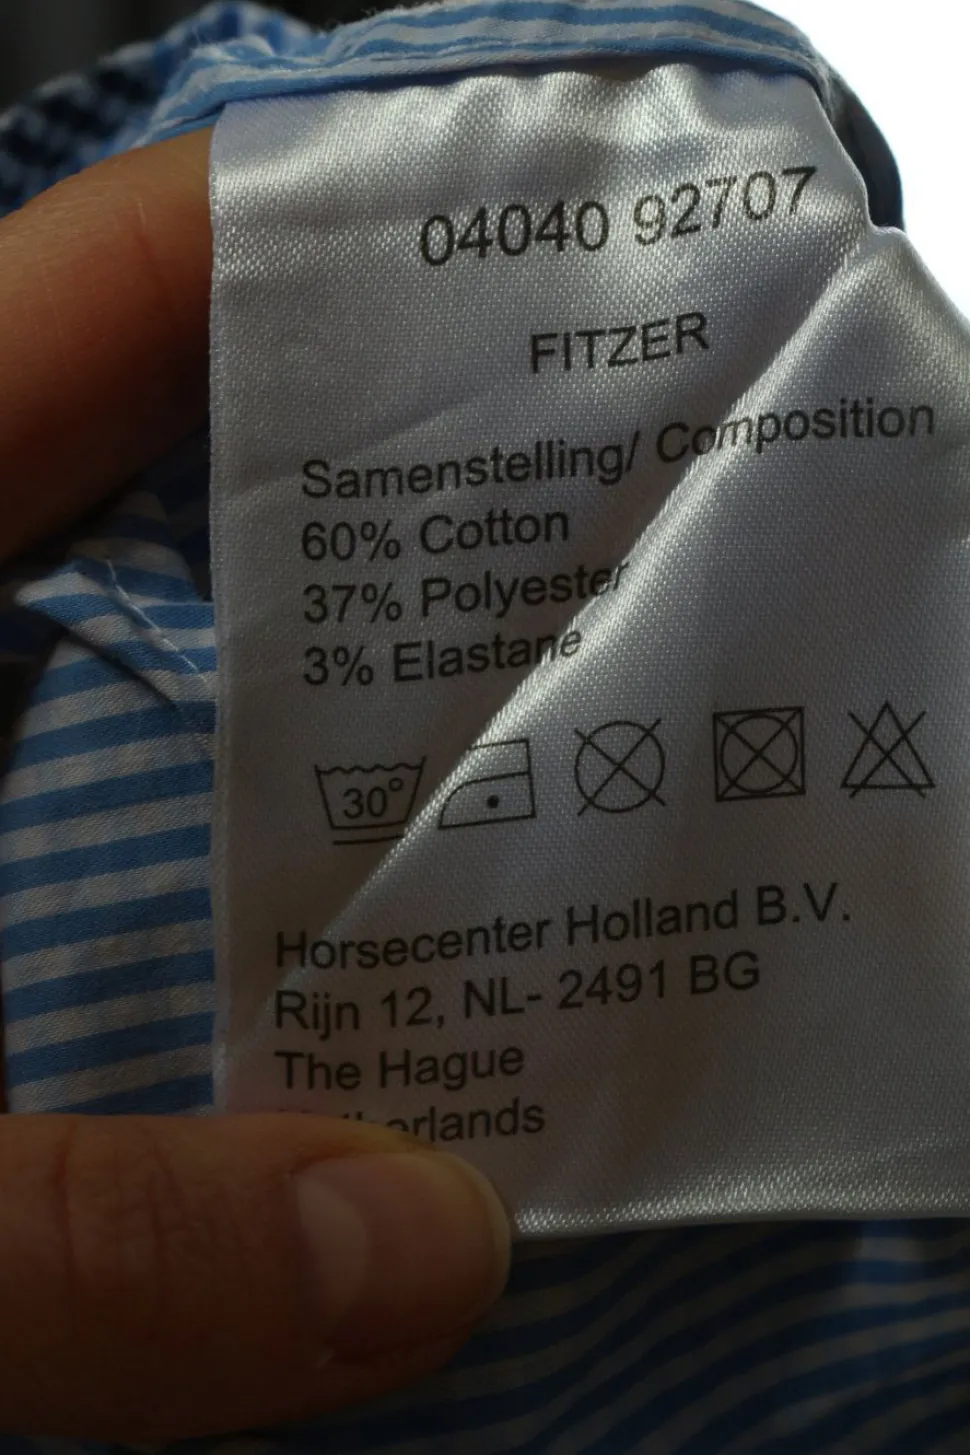 04040 92707
FITZER
Samenstelling/ Composition
60% Cotton
37% Polyester
3% Elastane
30°
Horsecenter Holland B.V.
Rijn 12, NL- 2491 BG
The Hague
Netherlands